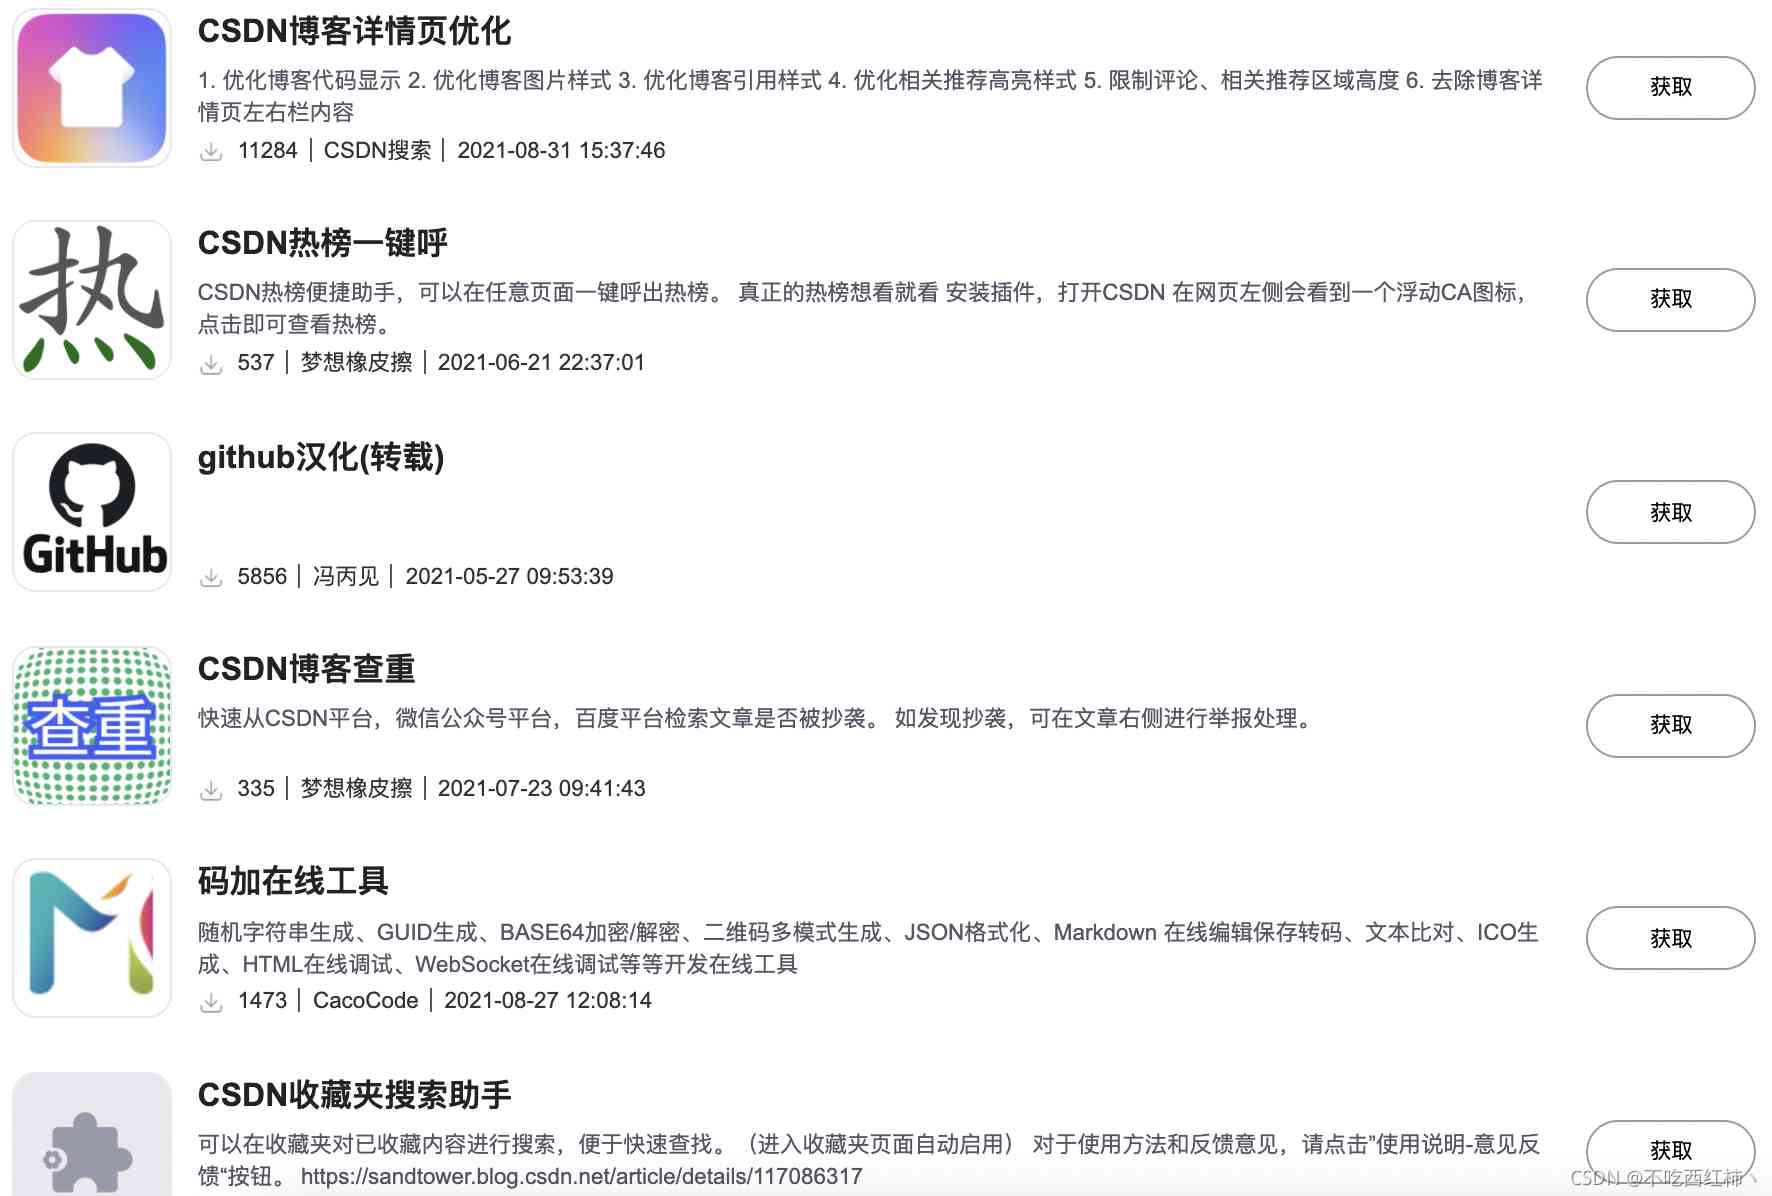 CSDN博客详情页优化
1. 优化博客代码显示 2. 优化博客图片样式 3. 优化博客引用样式 4. 优化相关推荐高亮样式 5. 限制评论、相关推荐区域高度 6. 去除博客详
情页左右栏内容
获取
11284 | CSDN搜索 | 2021-08-31 15:37:46
热
CSDN热榜一键呼
CSDN热榜便捷助手，可以在任意页面一键呼出热榜。 真正的热榜想看就看 安装插件，打开CSDN 在网页左侧会看到一个浮动CA图标，
点击即可查看热榜。
获取
537 | 梦想橡皮擦 | 2021-06-21 22:37:01
GitHub
github汉化(转载)
获取
5856 | 冯丙见 | 2021-05-27 09:53:39
查重
CSDN博客查重
快速从CSDN平台，微信公众号平台，百度平台检索文章是否被抄袭。 如发现抄袭，可在文章右侧进行举报处理。
获取
335 | 梦想橡皮擦 | 2021-07-23 09:41:43
码加在线工具
随机字符串生成、GUID生成、BASE64加密/解密、二维码多模式生成、JSON格式化、Markdown 在线编辑保存转码、文本比对、ICO生
成、HTML在线调试、WebSocket在线调试等等开发在线工具
获取
1473 | CacoCode | 2021-08-27 12:08:14
CSDN收藏夹搜索助手
可以在收藏夹对已收藏内容进行搜索，便于快速查找。（进入收藏夹页面自动启用） 对于使用方法和反馈意见，请点击”使用说明-意见反
馈“按钮。 https://sandtower.blog.csdn.net/article/details/117086317
获取
CSDN @不吃西红柿丶